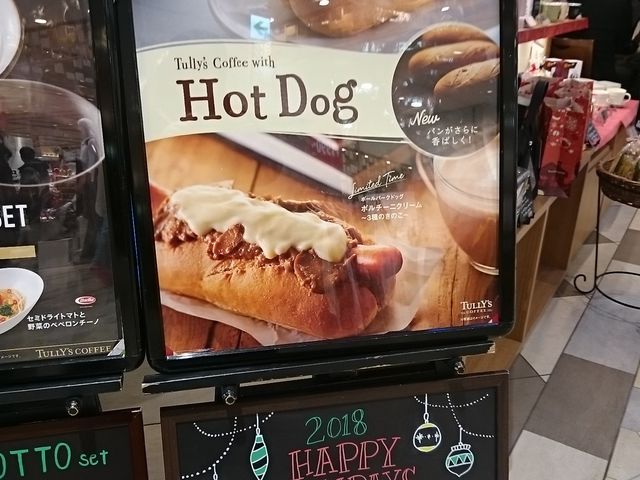 Tully's Coffee with
Hot Dog
New
パンがさらに
香ばしく!
Limited Time
ボールパークドッグ
ポルチーニクリーム
~3種のきのこ~
TULLY'S
COFFEE
SET
Barilla
セミドライトマトと
野菜のペペロンチーノ
TULLY'S COFFEE
OTTO set
2018
HAPPY